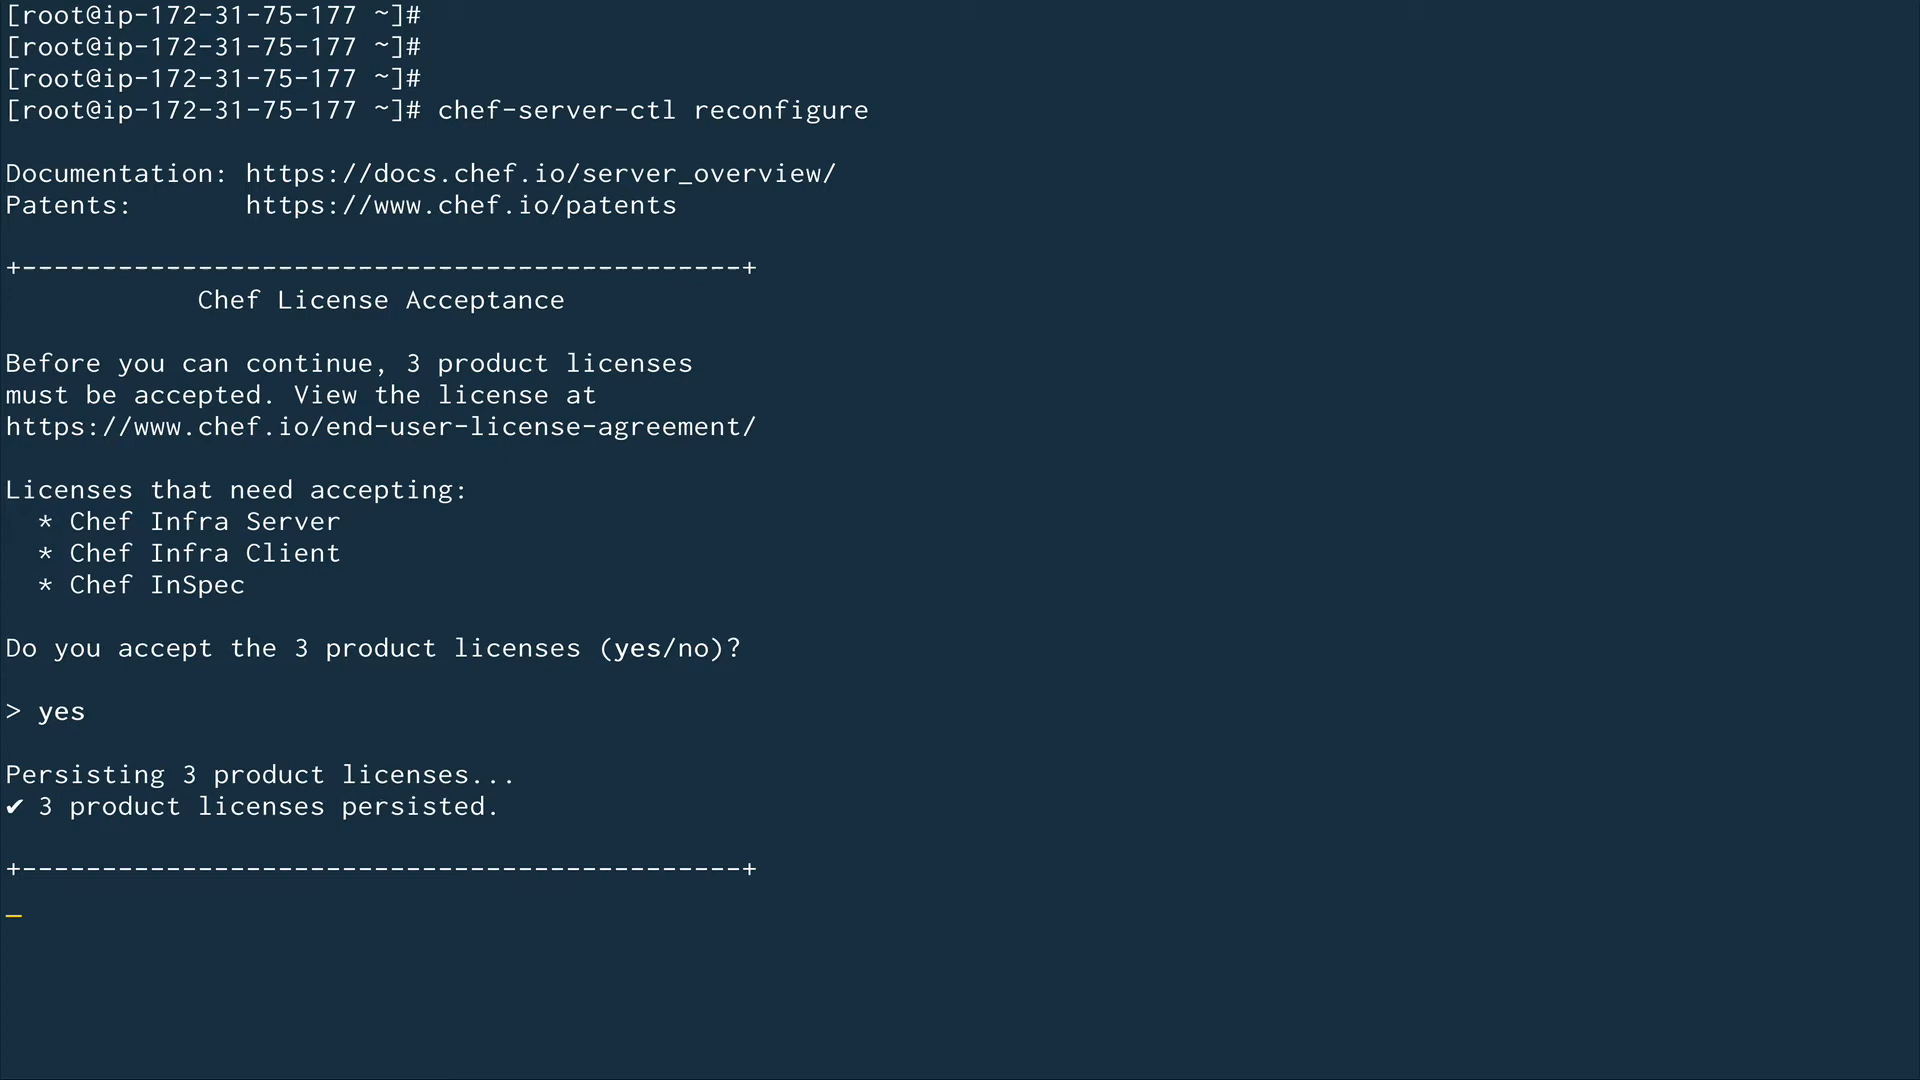 [root@ip-172-31-75-177 ~]#
[root@ip-172-31-75-177 ~]#
[root@ip-172-31-75-177 ~]#
[root@ip-172-31-75-177 ~]# chef-server-ctl reconfigure
Documentation: https://docs.chef.io/server_overview/
Patents:       https://www.chef.io/patents
+---------------------------------------------+
            Chef License Acceptance
Before you can continue, 3 product licenses
must be accepted. View the license at
https://www.chef.io/end-user-license-agreement/
Licenses that need accepting:
  * Chef Infra Server
  * Chef Infra Client
  * Chef InSpec
Do you accept the 3 product licenses (yes/no)?
> yes
Persisting 3 product licenses...
✔ 3 product licenses persisted.
+---------------------------------------------+